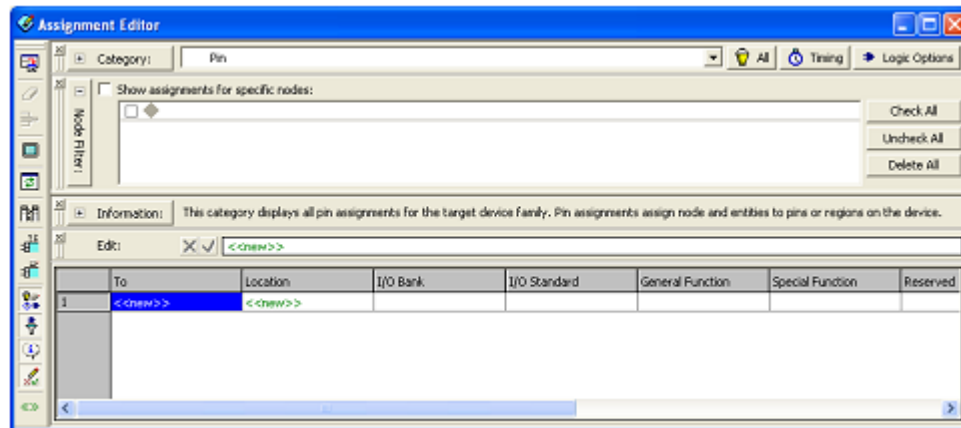 Assignment Editor
Category: Pin All Timing Logic Options
Show assignments for specific nodes:
Node Filter:
Check All
Uncheck All
Delete All
Information: This category displays all pin assignments for the target device family. Pin assignments assign node and entities to pins or regions on the device.
Edit: <<new>>
To Location I/O Bank I/O Standard General Function Special Function Reserved
1 <<new>> <<new>>